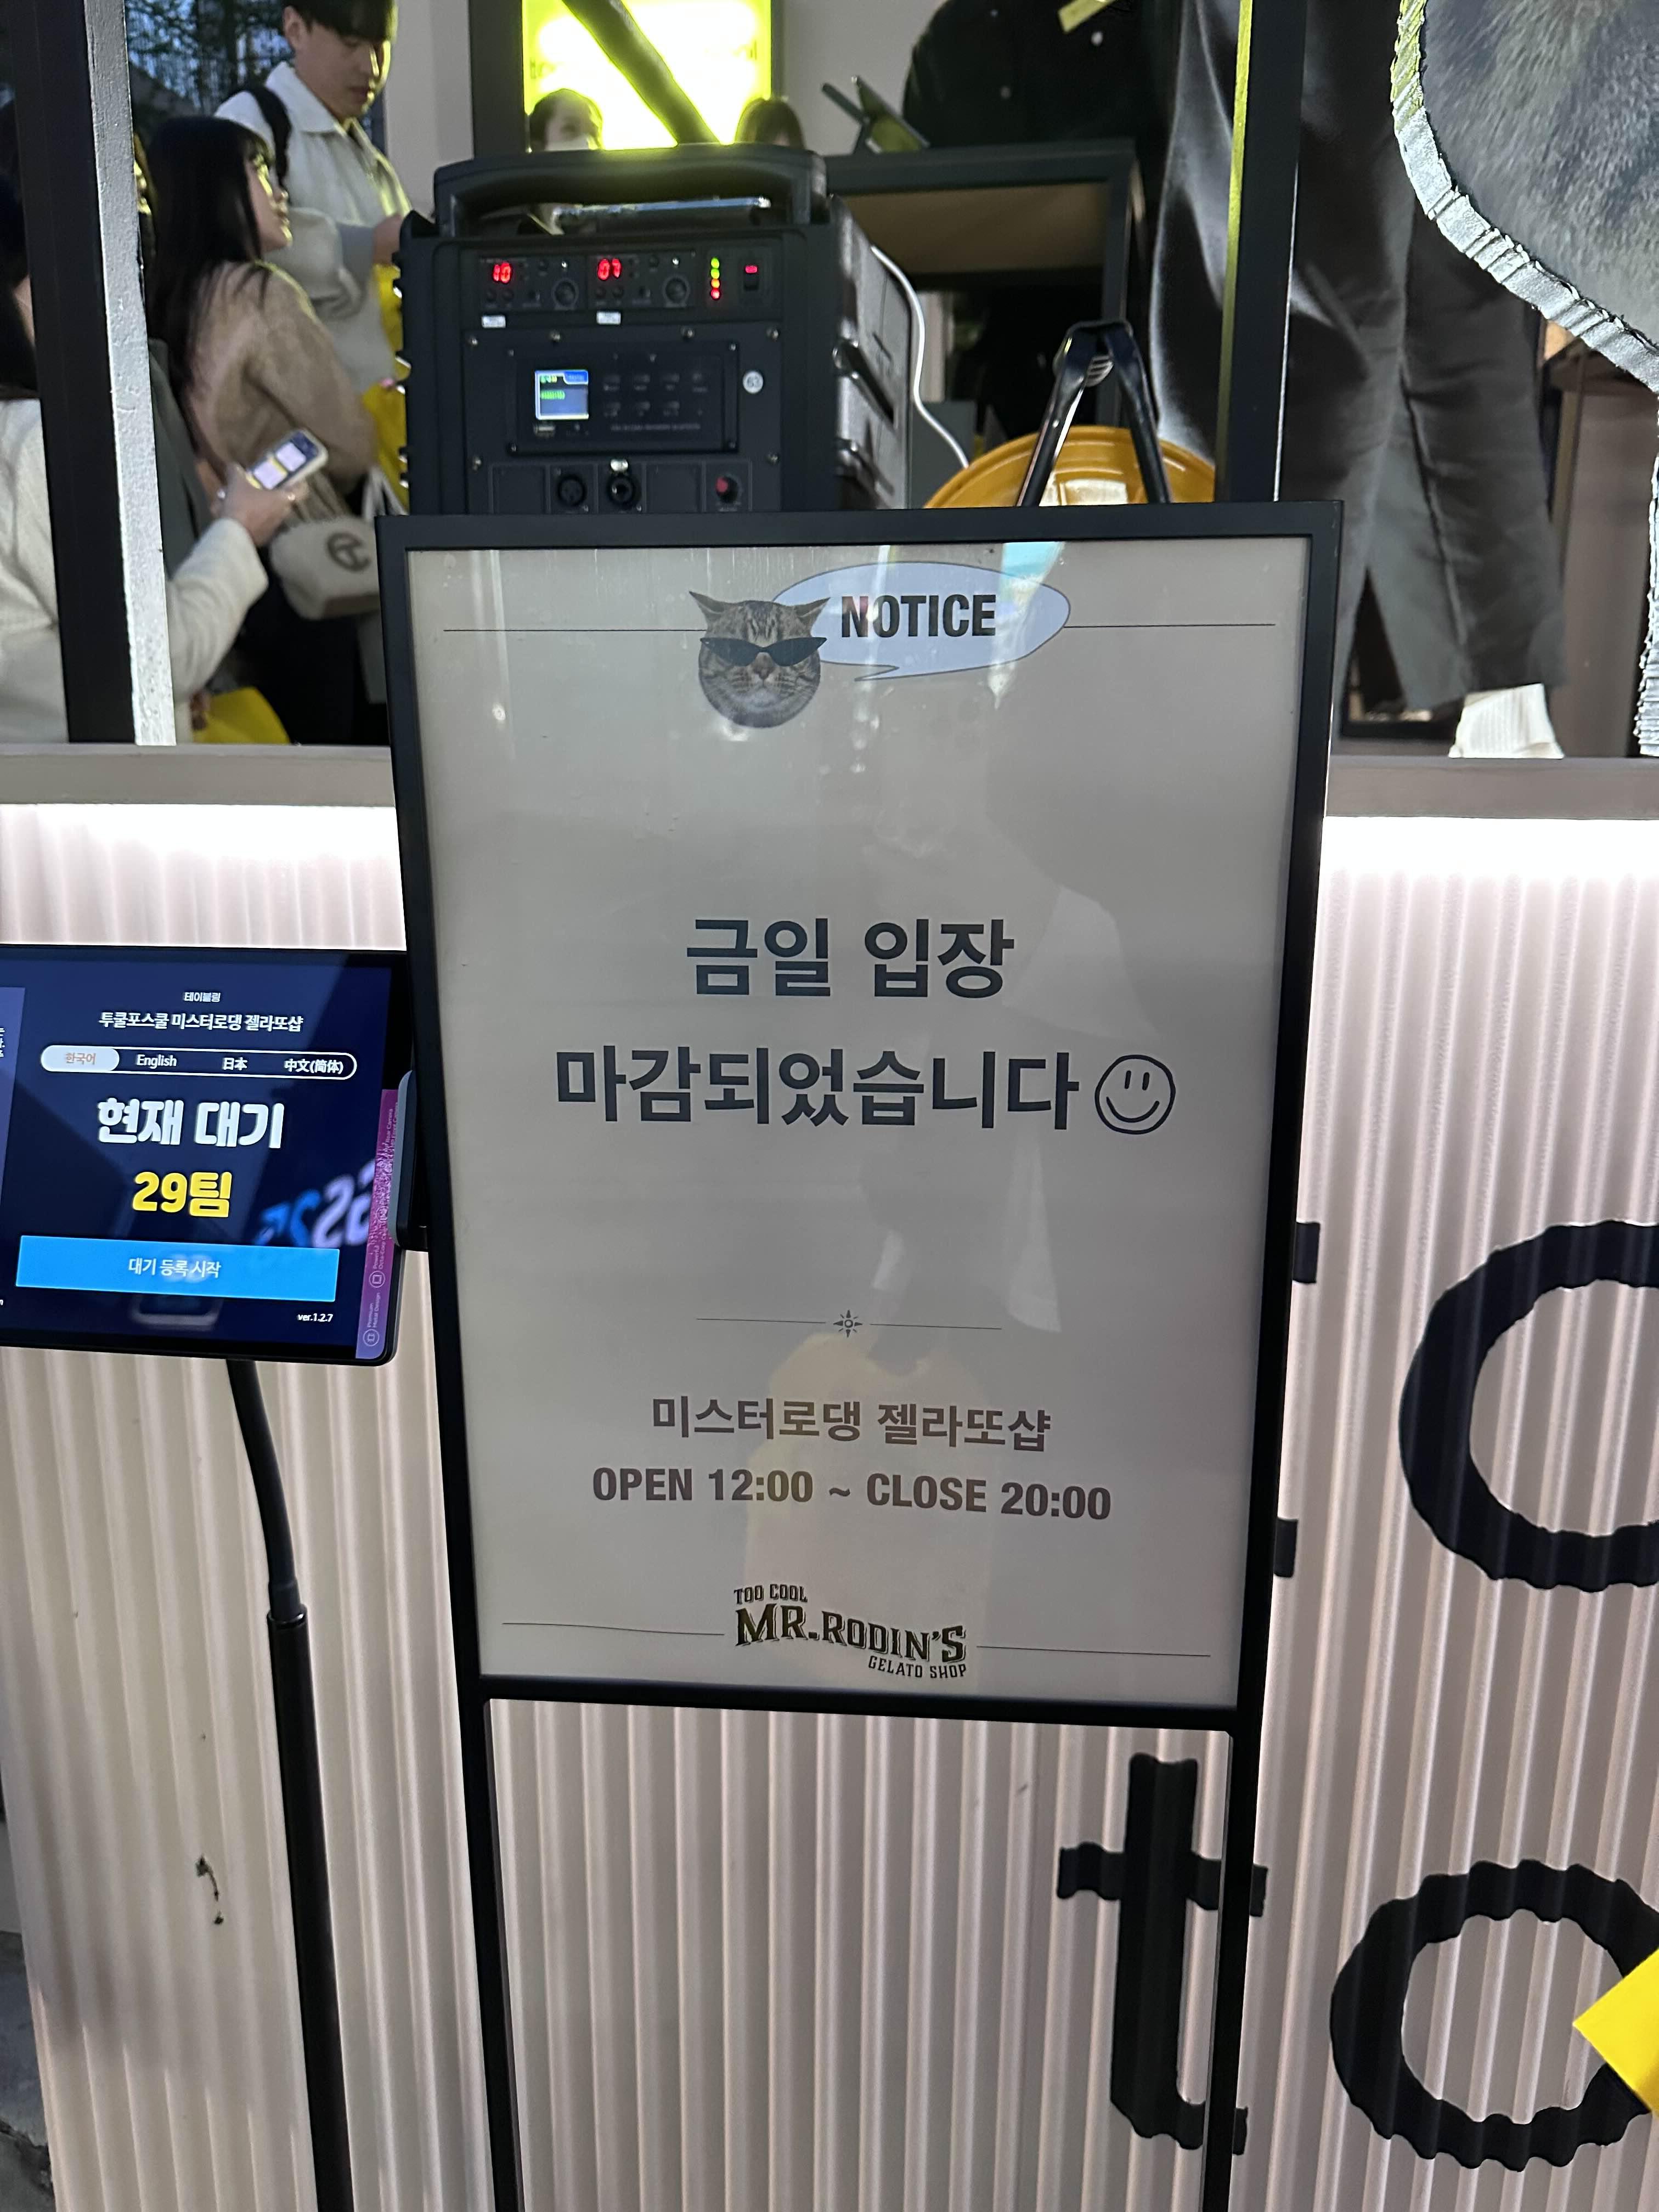 10
07
63
NOTICE
금일 입장
마감되었습니다
미스터로댕 젤라또샵
OPEN 12:00 ~ CLOSE 20:00
TOO COOL
MR.RODIN'S
GELATO SHOP
테이블링
투쿨포스쿨 미스터로댕 젤라또샵
한국어 English 日本 中文(简体)
현재 대기
29팀
대기 등록 시작
ver.1.2.7
to